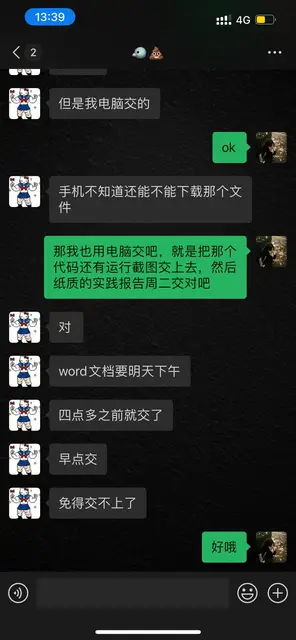 13:39
4G
2
但是我电脑交的
ok
手机不知道还能不能下载那个文
件
那我也用电脑交吧，就是把那个
代码还有运行截图交上去，然后
纸质的实践报告周二交对吧
对
word文档要明天下午
四点多之前就交了
早点交
免得交不上了
好哦